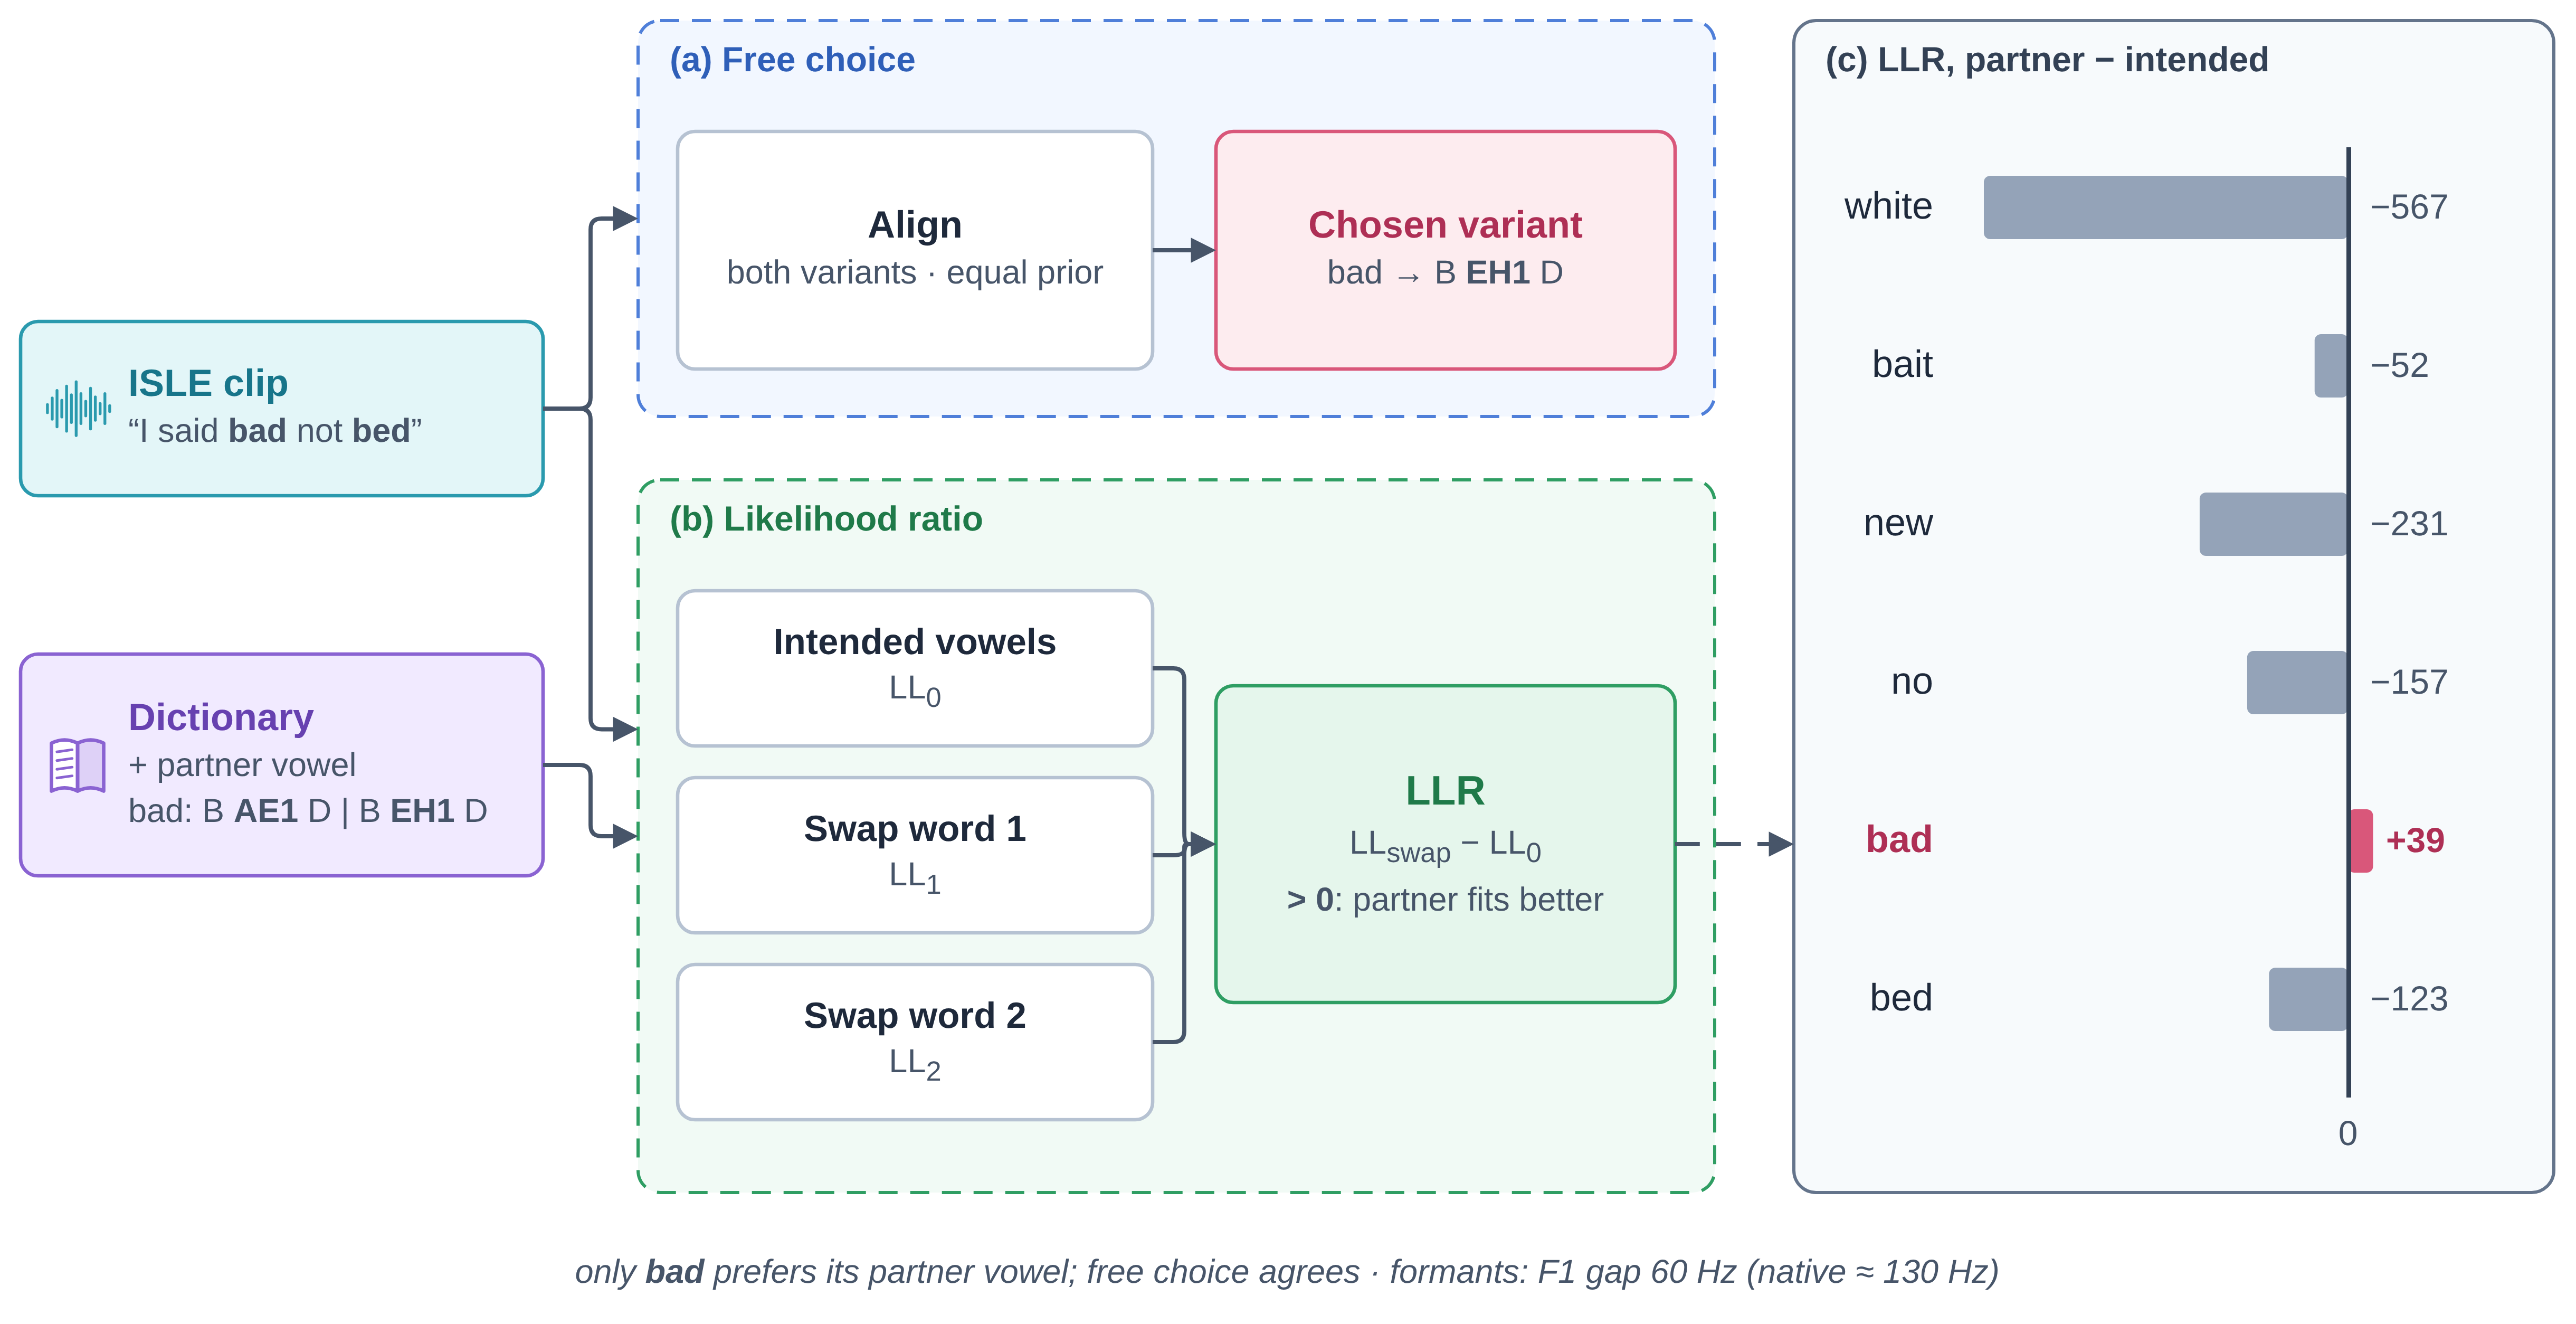 ISLE clip
“I said bad not bed”
Dictionary
+ partner vowel
bad: B AE1 D | B EH1 D
(a) Free choice
Align
both variants · equal prior
Chosen variant
bad → B EH1 D
(b) Likelihood ratio
Intended vowels
LL0
Swap word 1
LL1
Swap word 2
LL2
LLR
LLswap − LL0
> 0: partner fits better
(c) LLR, partner − intended
white −567
bait −52
new −231
no −157
bad +39
bed −123
0
only bad prefers its partner vowel; free choice agrees · formants: F1 gap 60 Hz (native ≈ 130 Hz)